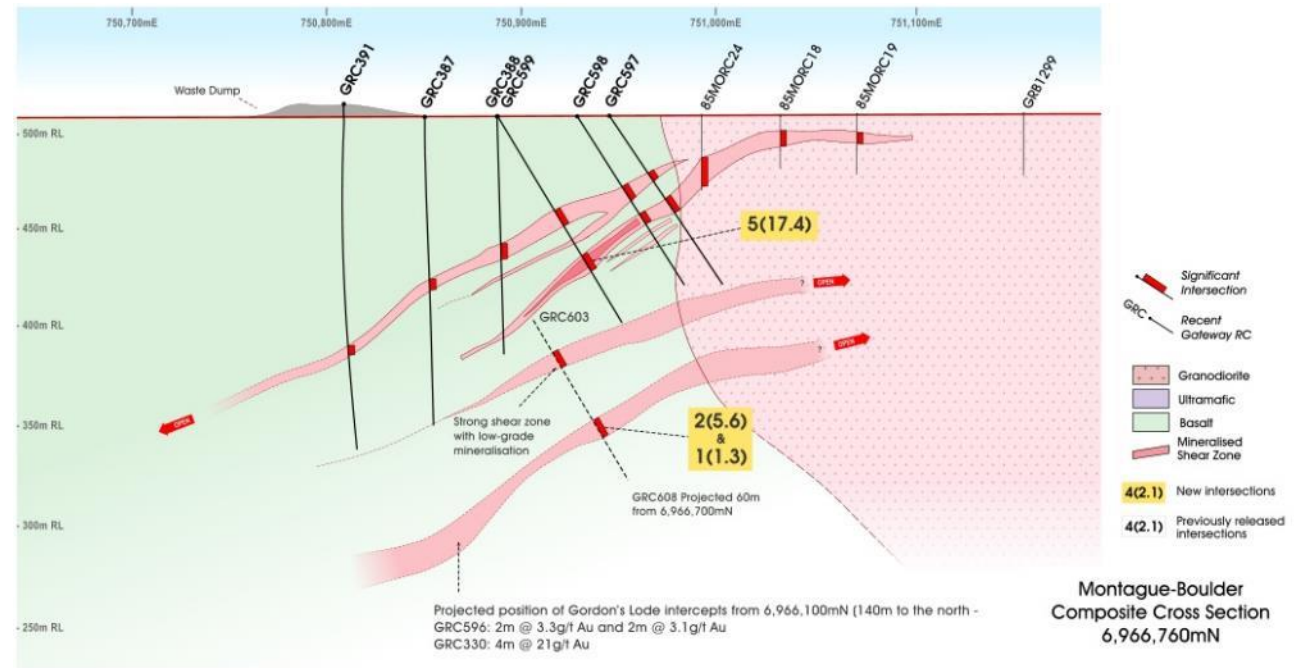 750,700mE 750,800mE 750,900mE 751,000mE 751,100mE
Waste Dump
GRC391
GRC387
GRC388
GRC599
GRC598
GRC597
85MORC24
85MORC18
85MORC19
GRB1299
500m RL
450m RL
400m RL
350m RL
300m RL
250m RL
5(17.4)
GRC603
? OPEN
? OPEN
OPEN
Strong shear zone
with low-grade
mineralisation
2(5.6)
&
1(1.3)
GRC608 Projected 60m
from 6,966,700mN
Projected position of Gordon's Lode intercepts from 6,966,100mN (140m to the north -
GRC596: 2m @ 3.3g/t Au and 2m @ 3.1g/t Au
GRC330: 4m @ 21g/t Au
Significant
Intersection
GRC
Recent
Gateway RC
Granodiorite
Ultramafic
Basalt
Mineralised
Shear Zone
4(2.1) New intersections
4(2.1) Previously released
intersections
Montague-Boulder
Composite Cross Section
6,966,760mN